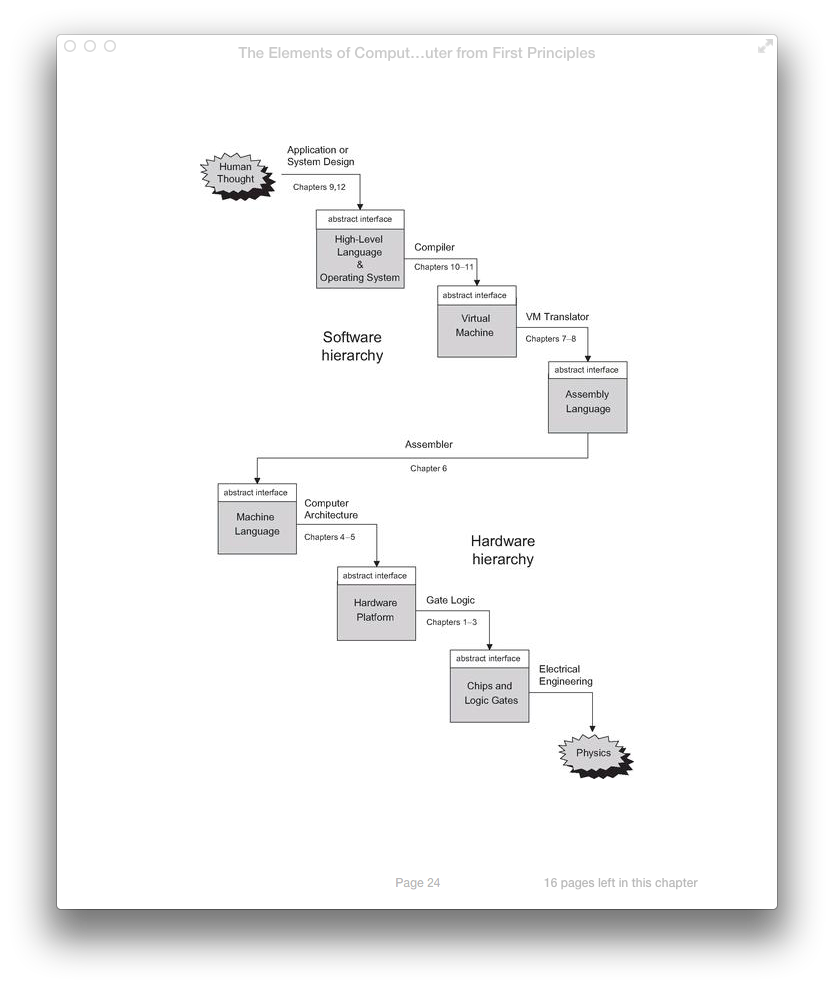 The Elements of Comput...uter from First Principles
Human
Thought
Application or
System Design
Chapters 9,12
abstract interface
High-Level
Language
&
Operating System
Compiler
Chapters 10–11
abstract interface
Virtual
Machine
VM Translator
Chapters 7–8
abstract interface
Assembly
Language
Software
hierarchy
Assembler
Chapter 6
abstract interface
Machine
Language
Computer
Architecture
Chapters 4–5
Hardware
hierarchy
abstract interface
Hardware
Platform
Gate Logic
Chapters 1–3
abstract interface
Chips and
Logic Gates
Electrical
Engineering
Physics
Page 24
16 pages left in this chapter